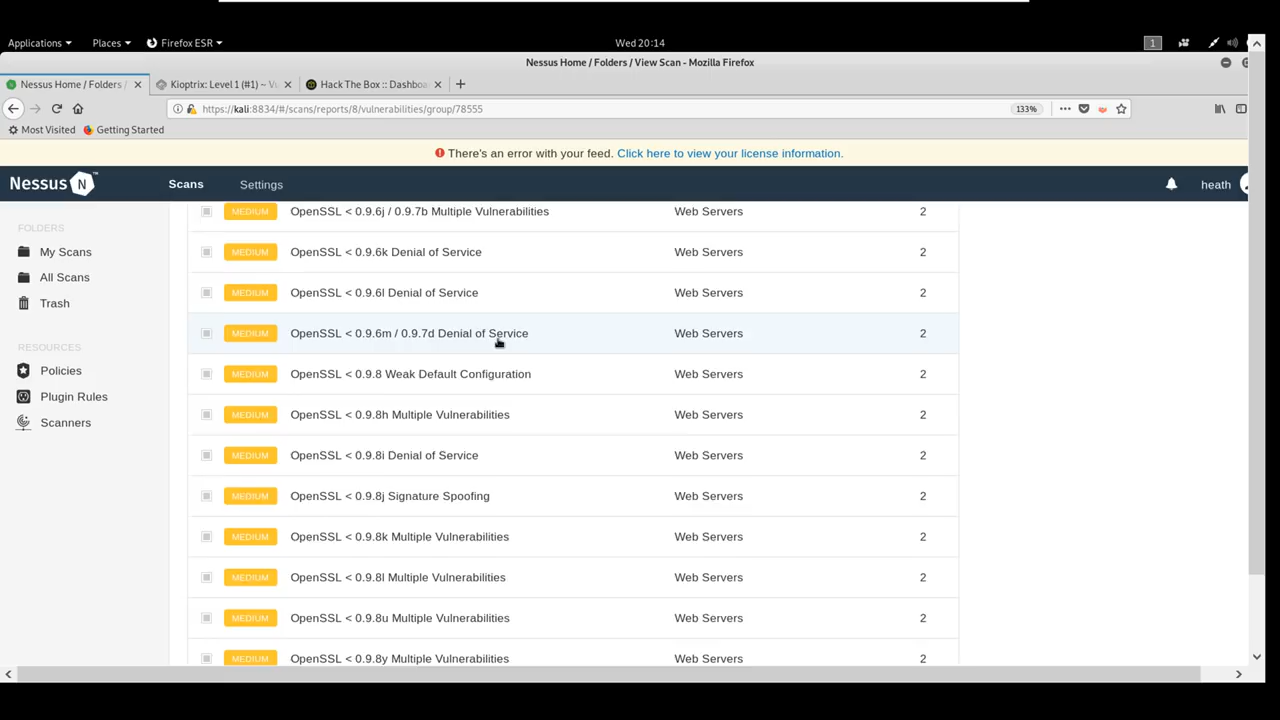 Applications Places Firefox ESR Wed 20:14 1
Nessus Home / Folders / View Scan - Mozilla Firefox
Nessus Home / Folders / Kioptrix: Level 1 (#1) ~ Vu Hack The Box :: Dashboa
https://kali:8834/#/scans/reports/8/vulnerabilities/group/78555 133%
Most Visited Getting Started
There's an error with your feed. Click here to view your license information.
Nessus N Scans Settings heath
FOLDERS
My Scans
All Scans
Trash
RESOURCES
Policies
Plugin Rules
Scanners
MEDIUM OpenSSL < 0.9.6j / 0.9.7b Multiple Vulnerabilities Web Servers 2
MEDIUM OpenSSL < 0.9.6k Denial of Service Web Servers 2
MEDIUM OpenSSL < 0.9.6l Denial of Service Web Servers 2
MEDIUM OpenSSL < 0.9.6m / 0.9.7d Denial of Service Web Servers 2
MEDIUM OpenSSL < 0.9.8 Weak Default Configuration Web Servers 2
MEDIUM OpenSSL < 0.9.8h Multiple Vulnerabilities Web Servers 2
MEDIUM OpenSSL < 0.9.8i Denial of Service Web Servers 2
MEDIUM OpenSSL < 0.9.8j Signature Spoofing Web Servers 2
MEDIUM OpenSSL < 0.9.8k Multiple Vulnerabilities Web Servers 2
MEDIUM OpenSSL < 0.9.8l Multiple Vulnerabilities Web Servers 2
MEDIUM OpenSSL < 0.9.8u Multiple Vulnerabilities Web Servers 2
MEDIUM OpenSSL < 0.9.8y Multiple Vulnerabilities Web Servers 2